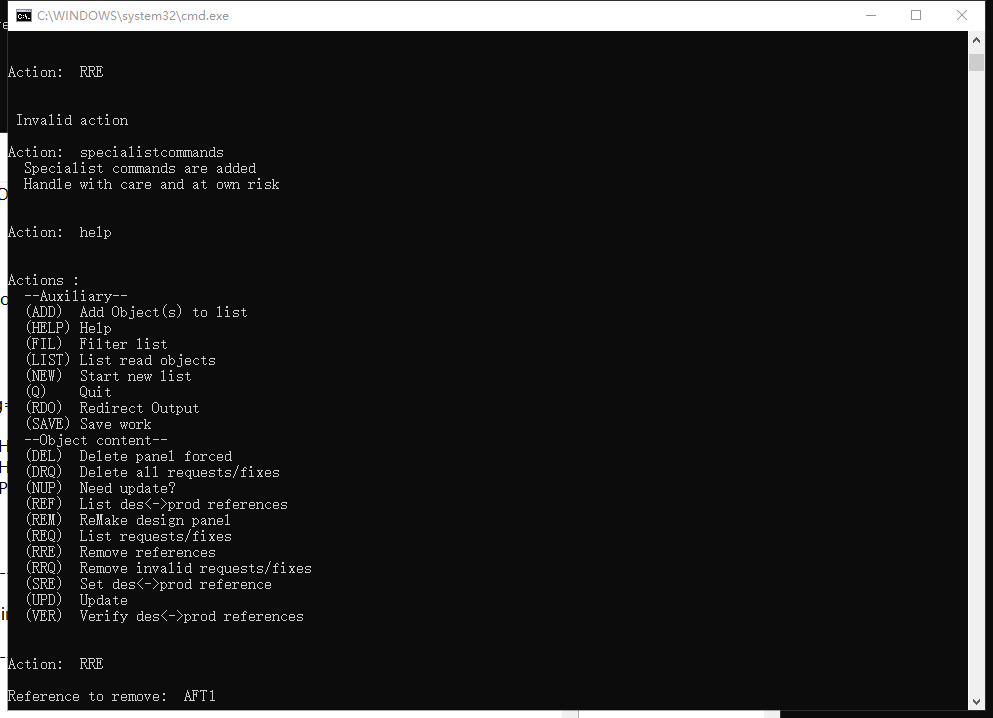 C:\WINDOWS\system32\cmd.exe
Action:  RRE
Invalid action
Action:  specialistcommands
Specialist commands are added
Handle with care and at own risk
Action:  help
Actions :
--Auxiliary--
(ADD)  Add Object(s) to list
(HELP) Help
(FIL)  Filter list
(LIST) List read objects
(NEW)  Start new list
(Q)    Quit
(RDO)  Redirect Output
(SAVE) Save work
--Object content--
(DEL)  Delete panel forced
(DRQ)  Delete all requests/fixes
(NUP)  Need update?
(REF)  List des<->prod references
(REM)  ReMake design panel
(REQ)  List requests/fixes
(RRE)  Remove references
(RRQ)  Remove invalid requests/fixes
(SRE)  Set des<->prod reference
(UPD)  Update
(VER)  Verify des<->prod references
Action:  RRE
Reference to remove:  AFT1